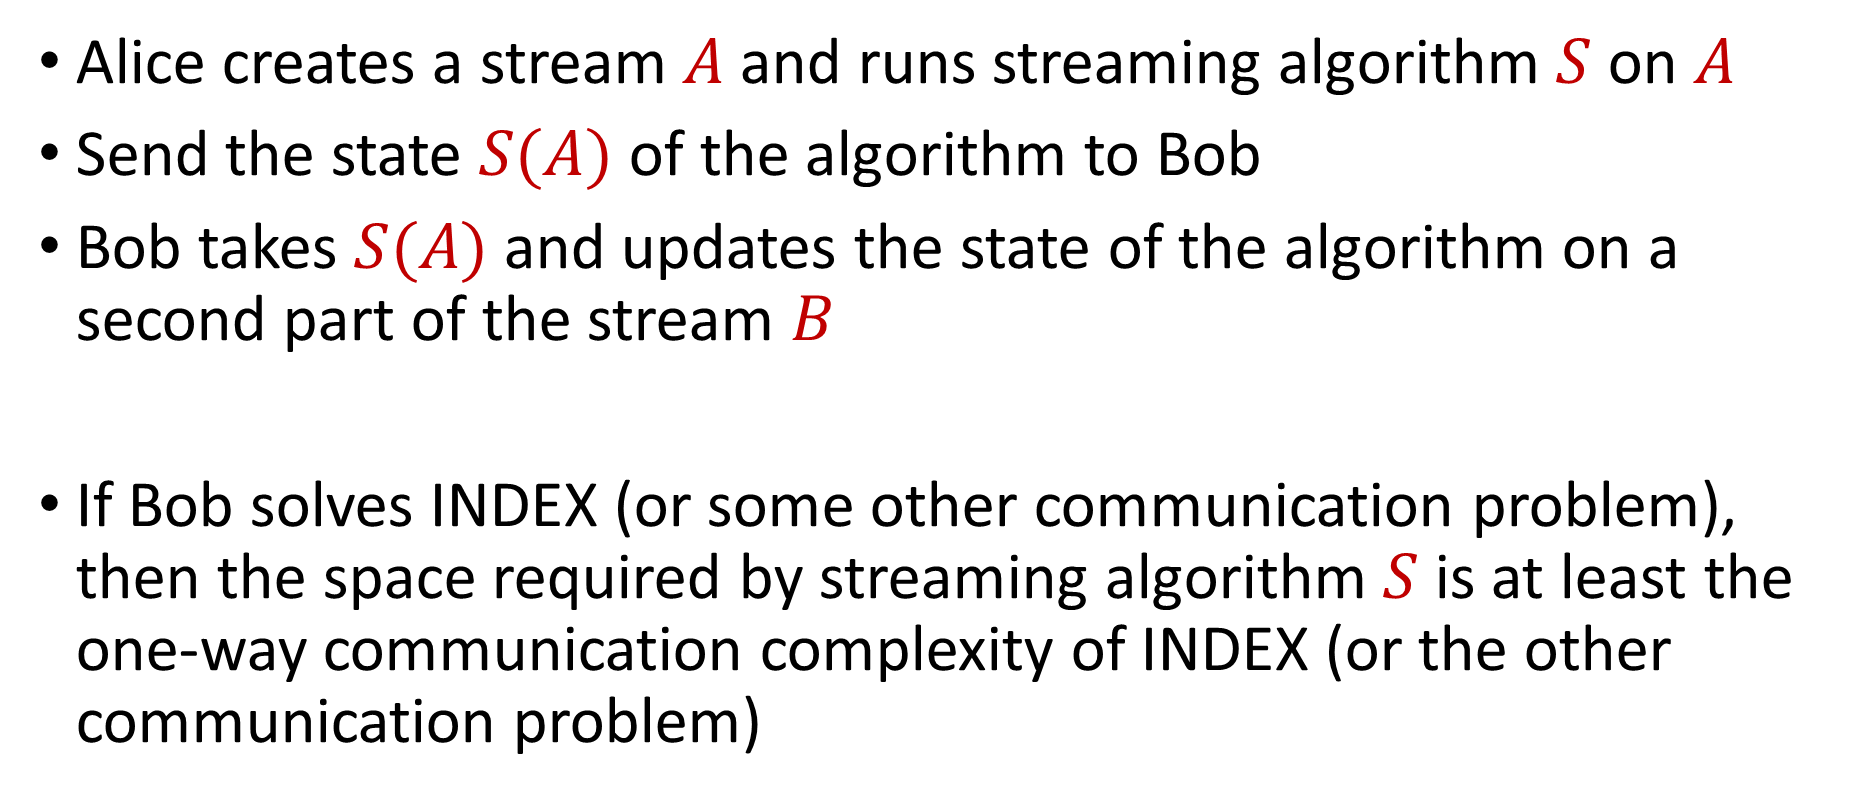 • Alice creates a stream A and runs streaming algorithm S on A
• Send the state S(A) of the algorithm to Bob
• Bob takes S(A) and updates the state of the algorithm on a
second part of the stream B
• If Bob solves INDEX (or some other communication problem),
then the space required by streaming algorithm S is at least the
one-way communication complexity of INDEX (or the other
communication problem)